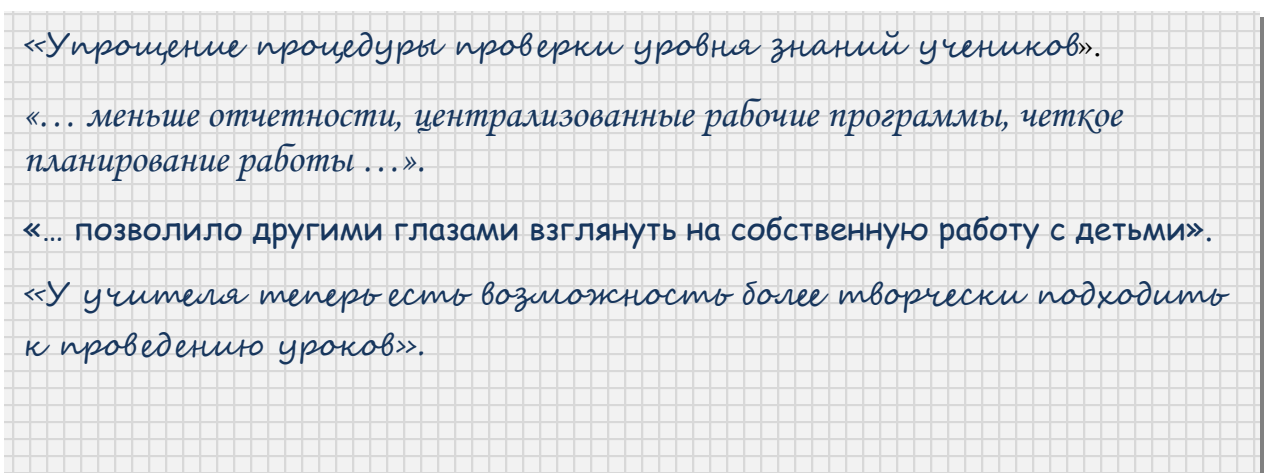 «Упрощение процедуры проверки уровня знаний учеников».
«… меньше отчетности, централизованные рабочие программы, четкое
планирование работы …».
«… позволило другими глазами взглянуть на собственную работу с детьми».
«У учителя теперь есть возможность более творчески подходить
к проведению уроков».